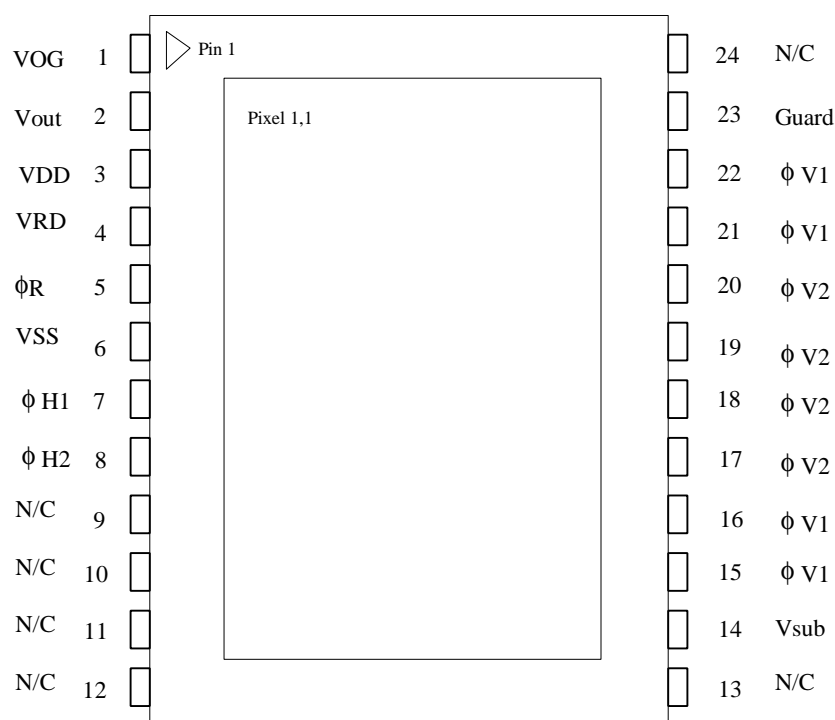 VOG 1 Pin 1 24 N/C
Vout 2 Pixel 1,1 23 Guard
VDD 3 22 ϕ V1
VRD 4 21 ϕ V1
ϕR 5 20 ϕ V2
VSS 6 19 ϕ V2
ϕ H1 7 18 ϕ V2
ϕ H2 8 17 ϕ V2
N/C 9 16 ϕ V1
N/C 10 15 ϕ V1
N/C 11 14 Vsub
N/C 12 13 N/C